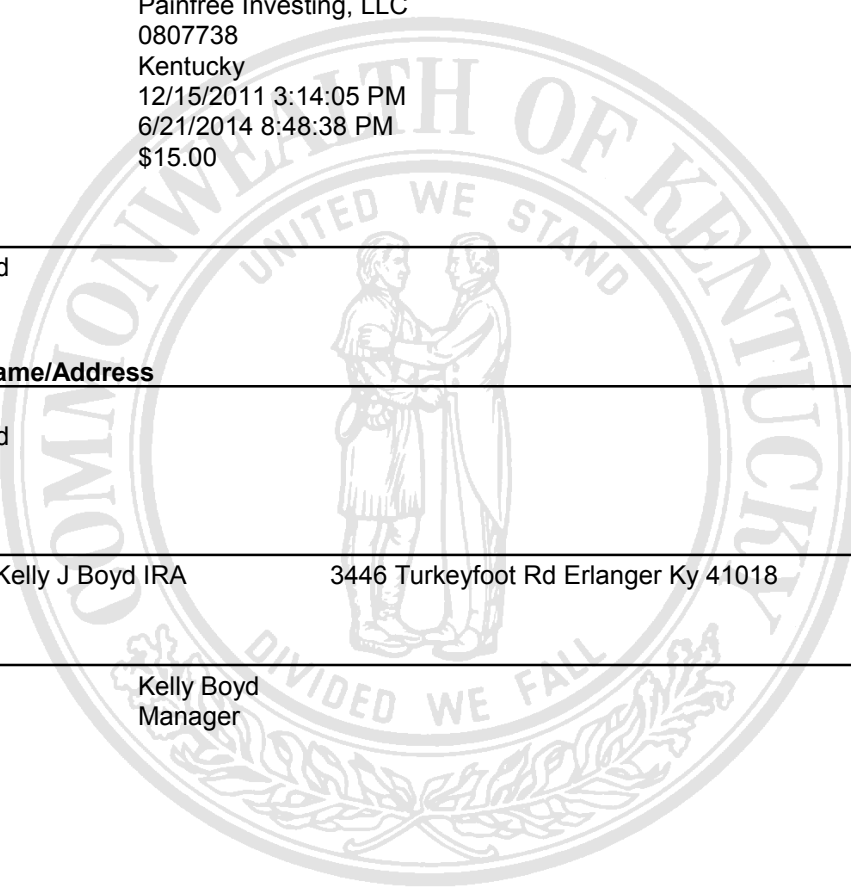 Painfree Investing, LLC
0807738
Kentucky
12/15/2011 3:14:05 PM
6/21/2014 8:48:38 PM
$15.00
COMMONWEALTH OF KENTUCKY
UNITED WE STAND
d
ame/Address
d
Kelly J Boyd IRA 3446 Turkeyfoot Rd Erlanger Ky 41018
DIVIDED WE FALL
Kelly Boyd
Manager